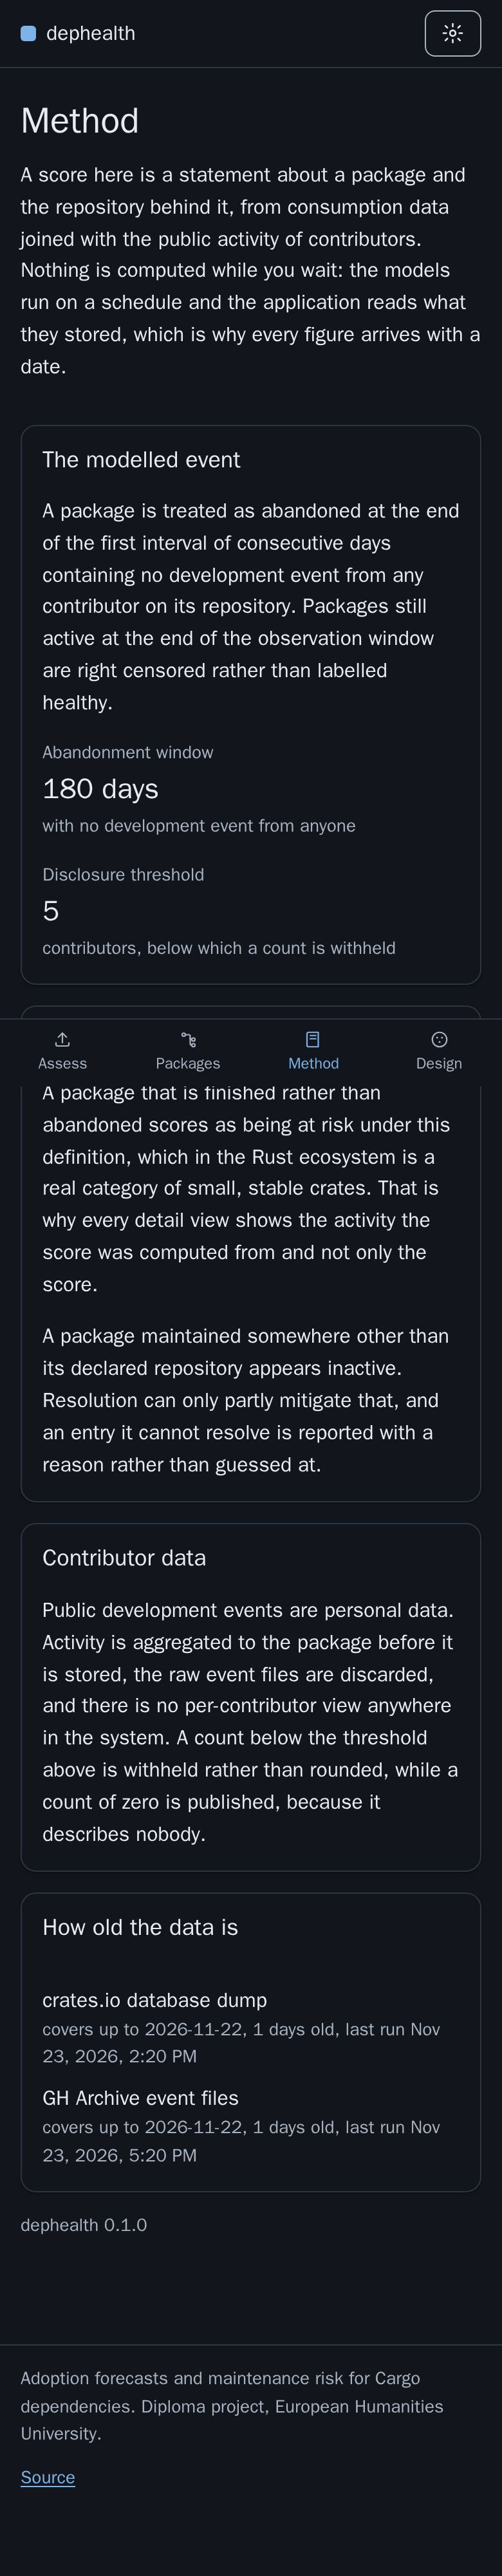 dephealth
Method
A score here is a statement about a package and
the repository behind it, from consumption data
joined with the public activity of contributors.
Nothing is computed while you wait: the models
run on a schedule and the application reads what
they stored, which is why every figure arrives with a
date.
The modelled event
A package is treated as abandoned at the end
of the first interval of consecutive days
containing no development event from any
contributor on its repository. Packages still
active at the end of the observation window
are right censored rather than labelled
healthy.
Abandonment window
180 days
with no development event from anyone
Disclosure threshold
5
contributors, below which a count is withheld
Assess
Packages
Method
Design
A package that is finished rather than
abandoned scores as being at risk under this
definition, which in the Rust ecosystem is a
real category of small, stable crates. That is
why every detail view shows the activity the
score was computed from and not only the
score.
A package maintained somewhere other than
its declared repository appears inactive.
Resolution can only partly mitigate that, and
an entry it cannot resolve is reported with a
reason rather than guessed at.
Contributor data
Public development events are personal data.
Activity is aggregated to the package before it
is stored, the raw event files are discarded,
and there is no per-contributor view anywhere
in the system. A count below the threshold
above is withheld rather than rounded, while a
count of zero is published, because it
describes nobody.
How old the data is
crates.io database dump
covers up to 2026-11-22, 1 days old, last run Nov
23, 2026, 2:20 PM
GH Archive event files
covers up to 2026-11-22, 1 days old, last run Nov
23, 2026, 5:20 PM
dephealth 0.1.0
Adoption forecasts and maintenance risk for Cargo
dependencies. Diploma project, European Humanities
University.
Source